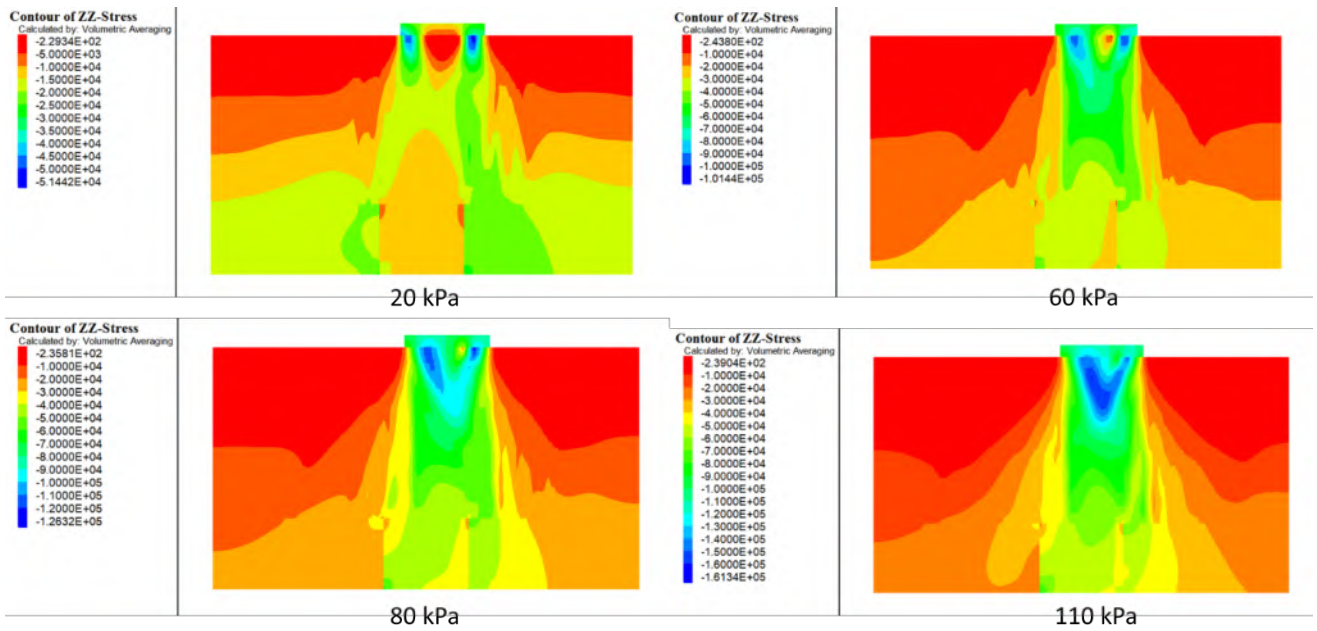 Contour of ZZ-Stress
Calculated by: Volumetric Averaging
-2.2934E+02
-5.0000E+03
-1.0000E+04
-1.5000E+04
-2.0000E+04
-2.5000E+04
-3.0000E+04
-3.5000E+04
-4.0000E+04
-4.5000E+04
-5.0000E+04
-5.1442E+04
20 kPa
Contour of ZZ-Stress
Calculated by: Volumetric Averaging
-2.4380E+02
-1.0000E+04
-2.0000E+04
-3.0000E+04
-4.0000E+04
-5.0000E+04
-6.0000E+04
-7.0000E+04
-8.0000E+04
-9.0000E+04
-1.0000E+05
-1.0144E+05
60 kPa
Contour of ZZ-Stress
Calculated by: Volumetric Averaging
-2.3581E+02
-1.0000E+04
-2.0000E+04
-3.0000E+04
-4.0000E+04
-5.0000E+04
-6.0000E+04
-7.0000E+04
-8.0000E+04
-9.0000E+04
-1.0000E+05
-1.1000E+05
-1.2000E+05
-1.2632E+05
80 kPa
Contour of ZZ-Stress
Calculated by: Volumetric Averaging
-2.3904E+02
-1.0000E+04
-2.0000E+04
-3.0000E+04
-4.0000E+04
-5.0000E+04
-6.0000E+04
-7.0000E+04
-8.0000E+04
-9.0000E+04
-1.0000E+05
-1.1000E+05
-1.2000E+05
-1.3000E+05
-1.4000E+05
-1.5000E+05
-1.6000E+05
-1.6134E+05
110 kPa